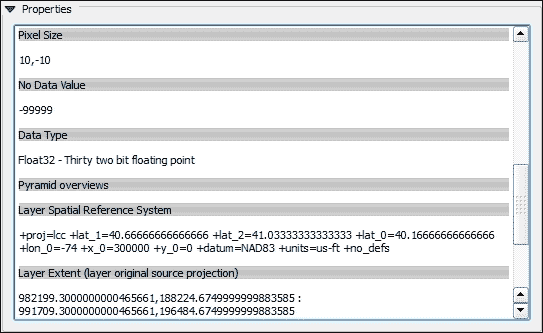 Properties
Pixel Size
10,-10
No Data Value
-99999
Data Type
Float32 - Thirty two bit floating point
Pyramid overviews
Layer Spatial Reference System
+proj=lcc +lat_1=40.66666666666666 +lat_2=41.03333333333333 +lat_0=40.16666666666666
+lon_0=-74 +x_0=300000 +y_0=0 +datum=NAD83 +units=us-ft +no_defs
Layer Extent (layer original source projection)
982199.3000000000465661,188224.6749999999883585 :
991709.3000000000465661,196484.6749999999883585